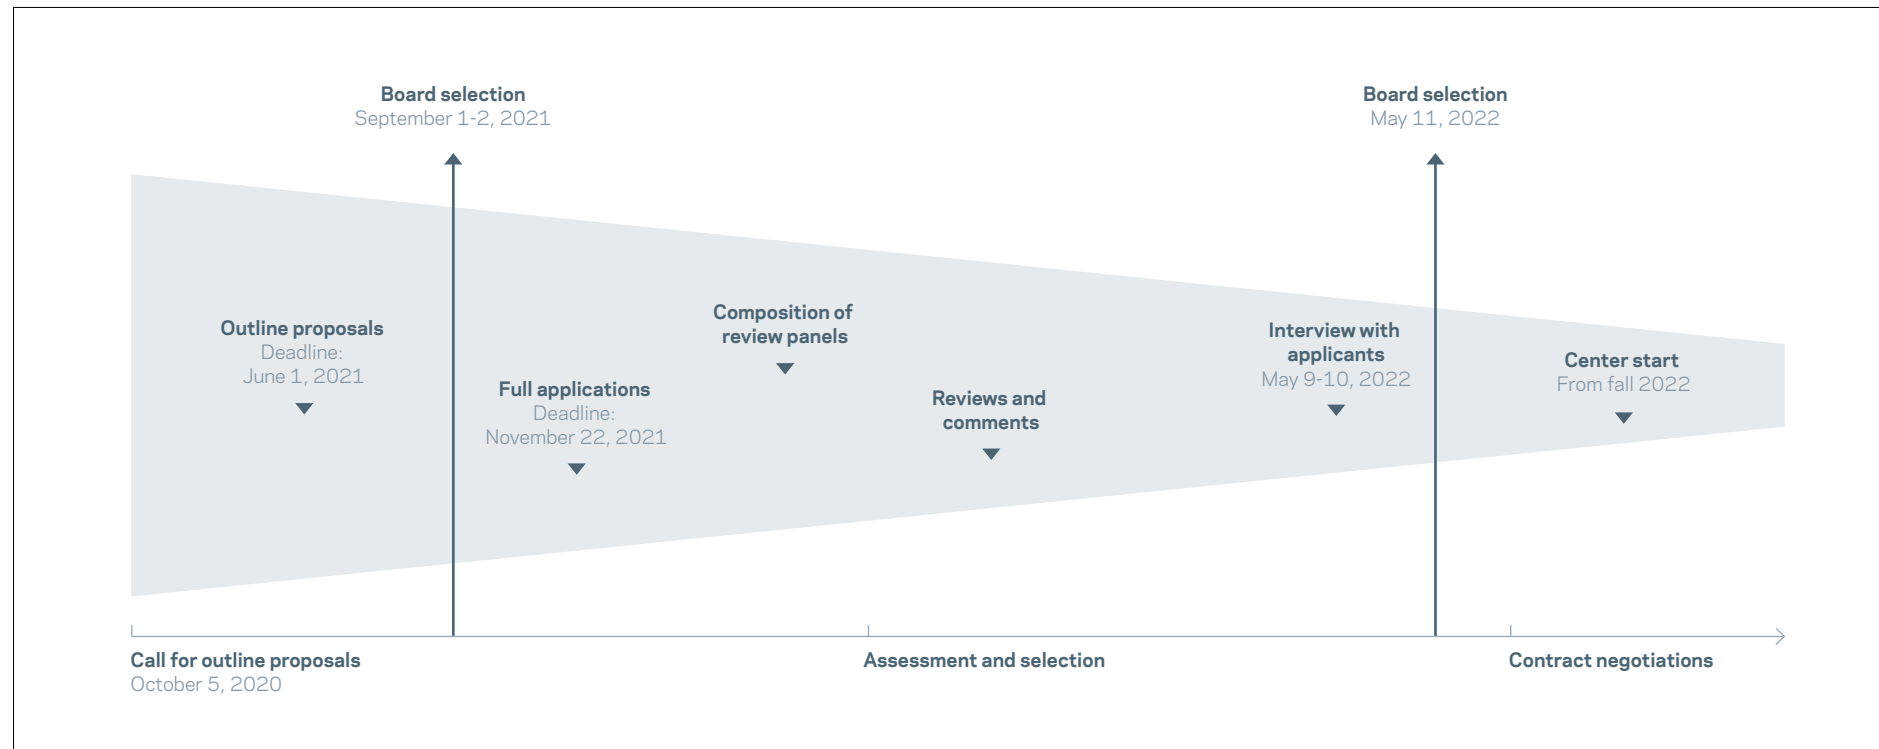 Board selection
September 1-2, 2021
Board selection
May 11, 2022
Outline proposals
Deadline:
June 1, 2021
Full applications
Deadline:
November 22, 2021
Composition of
review panels
Reviews and
comments
Interview with
applicants
May 9-10, 2022
Center start
From fall 2022
Call for outline proposals
October 5, 2020
Assessment and selection
Contract negotiations